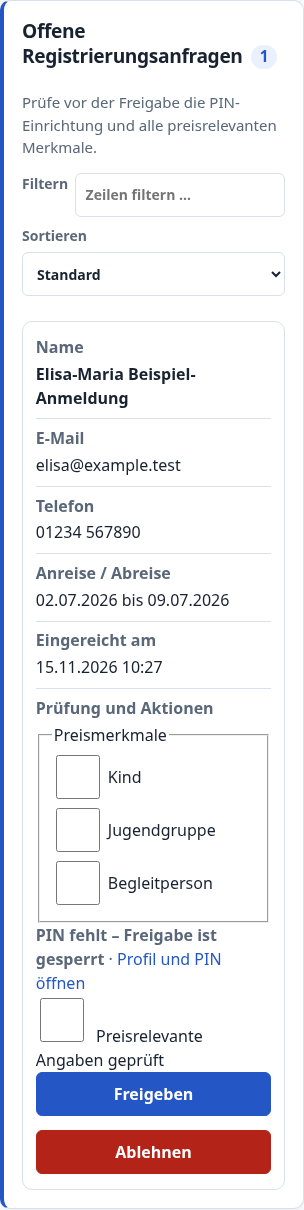 Offene
Registrierungsanfragen 1
Prüfe vor der Freigabe die PIN-
Einrichtung und alle preisrelevanten
Merkmale.
Filtern Zeilen filtern ...
Sortieren
Standard
Name
Elisa-Maria Beispiel-
Anmeldung
E-Mail
elisa@example.test
Telefon
01234 567890
Anreise / Abreise
02.07.2026 bis 09.07.2026
Eingereicht am
15.11.2026 10:27
Prüfung und Aktionen
Preismerkmale
Kind
Jugendgruppe
Begleitperson
PIN fehlt – Freigabe ist
gesperrt · Profil und PIN
öffnen
Preisrelevante
Angaben geprüft
Freigeben
Ablehnen